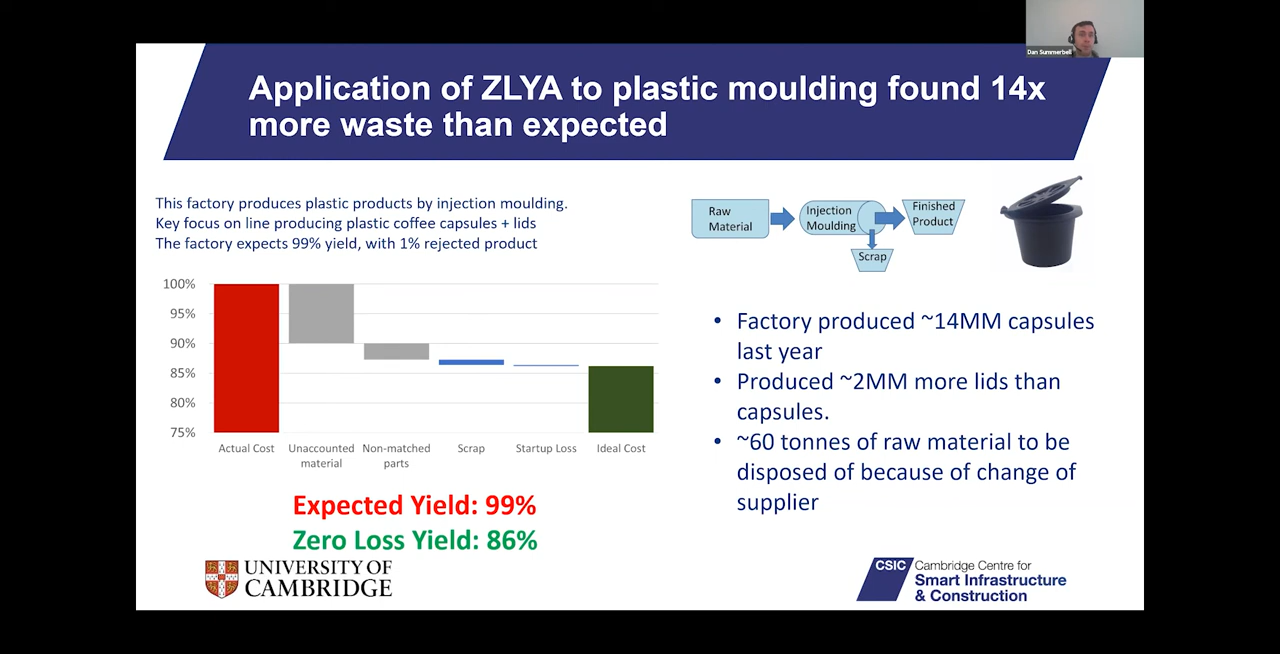 Dan Summerbell
Application of ZLYA to plastic moulding found 14x
more waste than expected
This factory produces plastic products by injection moulding.
Key focus on line producing plastic coffee capsules + lids
The factory expects 99% yield, with 1% rejected product
Raw
Material
Injection
Moulding
Finished
Product
Scrap
100%
95%
90%
85%
80%
75%
Actual Cost
Unaccounted
material
Non-matched
parts
Scrap
Startup Loss
Ideal Cost
Expected Yield: 99%
Zero Loss Yield: 86%
• Factory produced ~14MM capsules
last year
• Produced ~2MM more lids than
capsules.
• ~60 tonnes of raw material to be
disposed of because of change of
supplier
UNIVERSITY OF
CAMBRIDGE
CSIC
Cambridge Centre for
Smart Infrastructure
& Construction